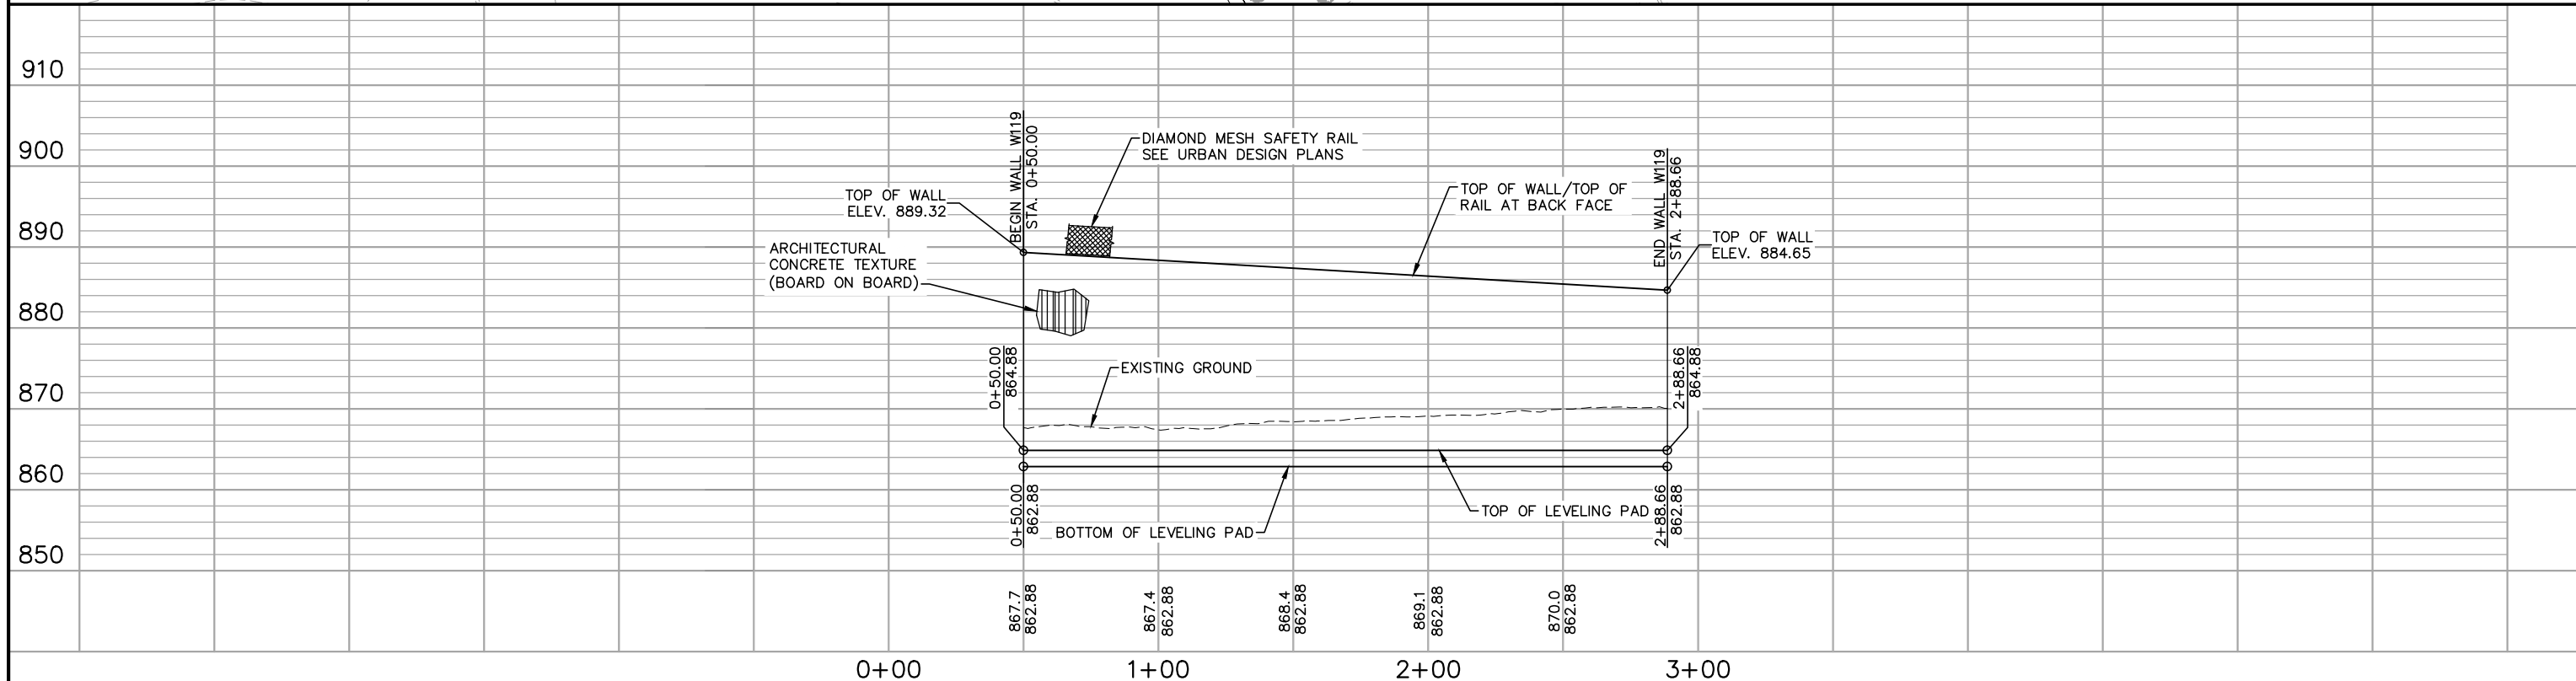 910
900
890
880
870
860
850
BEGIN WALL W119
STA. 0+50.00
DIAMOND MESH SAFETY RAIL
SEE URBAN DESIGN PLANS
TOP OF WALL
ELEV. 889.32
TOP OF WALL/TOP OF
RAIL AT BACK FACE
END WALL W119
STA. 2+88.66
TOP OF WALL
ELEV. 884.65
ARCHITECTURAL
CONCRETE TEXTURE
(BOARD ON BOARD)
0+50.00
864.88
EXISTING GROUND
2+88.66
864.88
0+50.00
862.88
BOTTOM OF LEVELING PAD
TOP OF LEVELING PAD
2+88.66
862.88
867.7
862.88
867.4
862.88
868.4
862.88
869.1
862.88
870.0
862.88
0+00
1+00
2+00
3+00